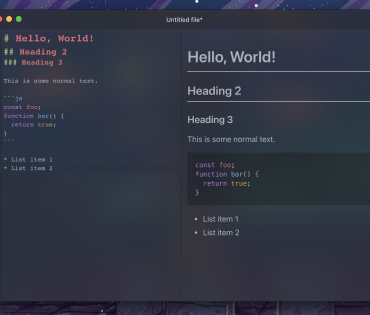 Untitled file*
# Hello, World!
## Heading 2
### Heading 3
This is some normal text.
```js
const foo;
function bar() {
  return true;
}
```
* List item 1
* List item 2
Hello, World!
Heading 2
Heading 3
This is some normal text.
const foo;
function bar() {
  return true;
}
• List item 1
• List item 2